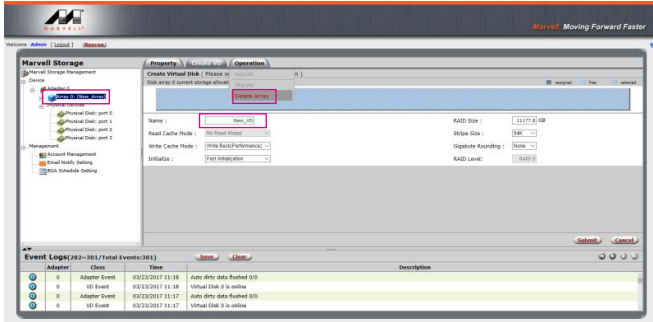 MARVELL
Marvell Moving Forward Faster
Welcome Admin [ Logout ] Rescan
Marvell Storage
Marvell Storage Management
Device
Adapter 0
Array 0: [New_Array]
Physical Devices
Physical Disk: port 0
Physical Disk: port 1
Physical Disk: port 2
Physical Disk: port 3
Management
Account Management
Email Notify Setting
BGA Schedule Setting
Property Create VD Operation
Create Virtual Disk ( Please
Disk array 0 current storage
Delete Array
assigned free selected
Name : New_VD RAID Size : 11177.8 GB
Read Cache Mode : No Read Ahead Stripe Size : 64K
Write Cache Mode : Write Back(Performance) Gigabyte Rounding : None
Initialize : Fast Initialization RAID Level: RAID 5
Submit Cancel
Event Logs(282~301/Total Events:301) Save Clear
Adapter Class Time Description
0 Adapter Event 03/23/2017 11:18 Auto dirty data flushed 0/0
0 VD Event 03/23/2017 11:18 Virtual Disk 0 is online
0 Adapter Event 03/23/2017 11:17 Auto dirty data flushed 0/0
0 VD Event 03/23/2017 11:17 Virtual Disk 0 is online